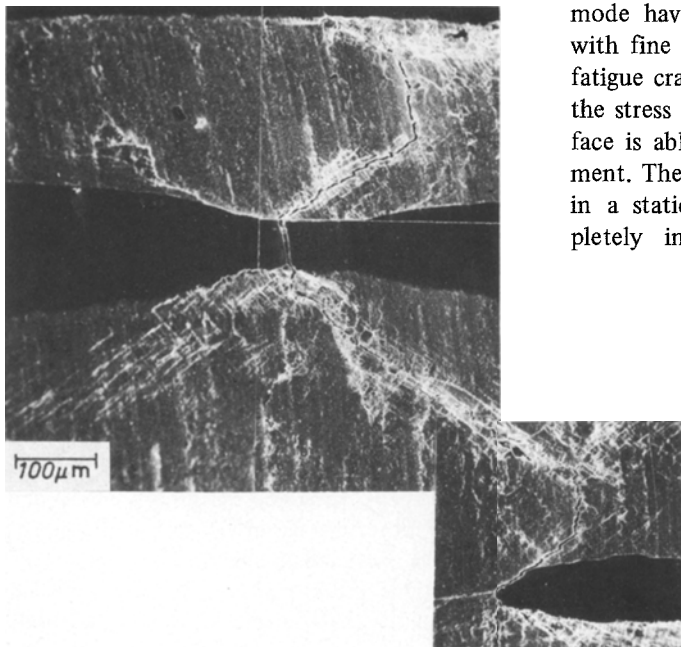 mode hav
with fine
fatigue cra
the stress
face is abl
ment. The
in a static
pletely in
100μm